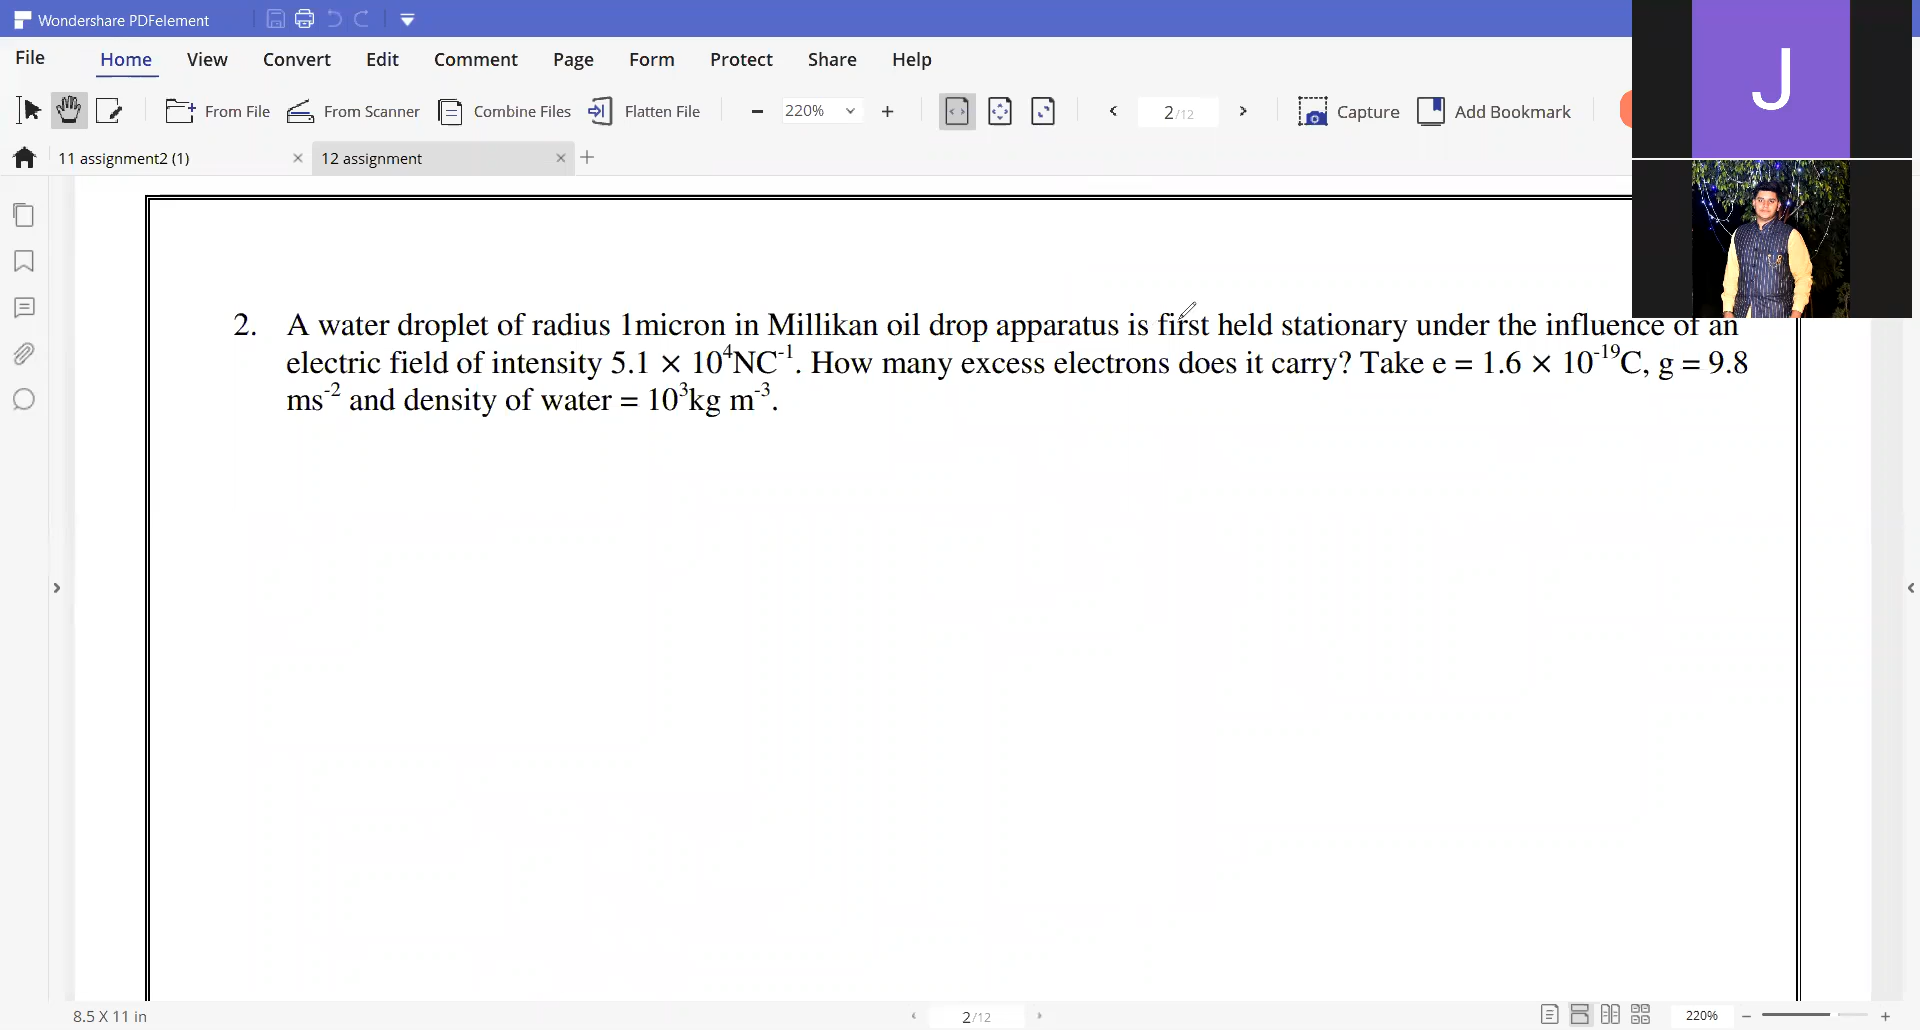 Wondershare PDFelement
File Home View Convert Edit Comment Page Form Protect Share Help
From File From Scanner Combine Files Flatten File 220% 2/12 Capture Add Bookmark
11 assignment2 (1) 12 assignment
J
2. A water droplet of radius 1micron in Millikan oil drop apparatus is first held stationary under the influence of an
electric field of intensity 5.1 × 10⁴NC⁻¹. How many excess electrons does it carry? Take e = 1.6 × 10⁻¹⁹C, g = 9.8
ms⁻² and density of water = 10³kg m⁻³.
8.5 X 11 in 2/12 220%